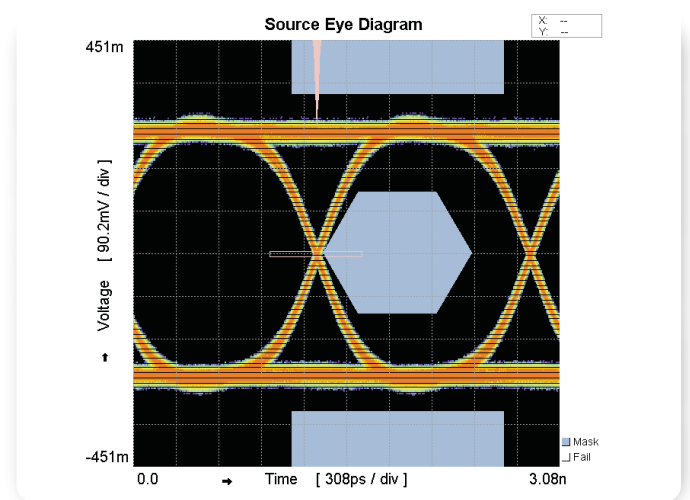 Source Eye Diagram
X: --
Y: --
451m
Voltage [ 90.2mV / div ]
-451m
Mask
Fail
0.0
Time [ 308ps / div ]
3.08n